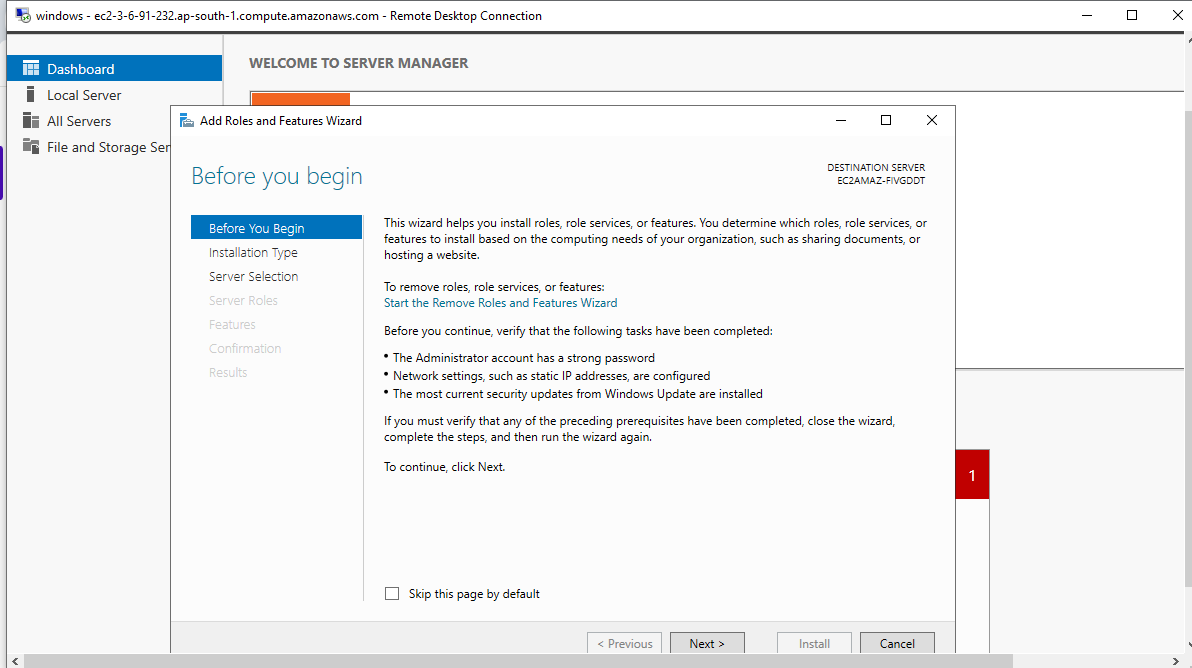 windows - ec2-3-6-91-232.ap-south-1.compute.amazonaws.com - Remote Desktop Connection
Dashboard
Local Server
All Servers
File and Storage Ser
WELCOME TO SERVER MANAGER
Add Roles and Features Wizard
Before you begin
DESTINATION SERVER
EC2AMAZ-FIVGDDT
Before You Begin
Installation Type
Server Selection
Server Roles
Features
Confirmation
Results
This wizard helps you install roles, role services, or features. You determine which roles, role services, or
features to install based on the computing needs of your organization, such as sharing documents, or
hosting a website.
To remove roles, role services, or features:
Start the Remove Roles and Features Wizard
Before you continue, verify that the following tasks have been completed:
• The Administrator account has a strong password
• Network settings, such as static IP addresses, are configured
• The most current security updates from Windows Update are installed
If you must verify that any of the preceding prerequisites have been completed, close the wizard,
complete the steps, and then run the wizard again.
To continue, click Next.
1
Skip this page by default
< Previous
Next >
Install
Cancel